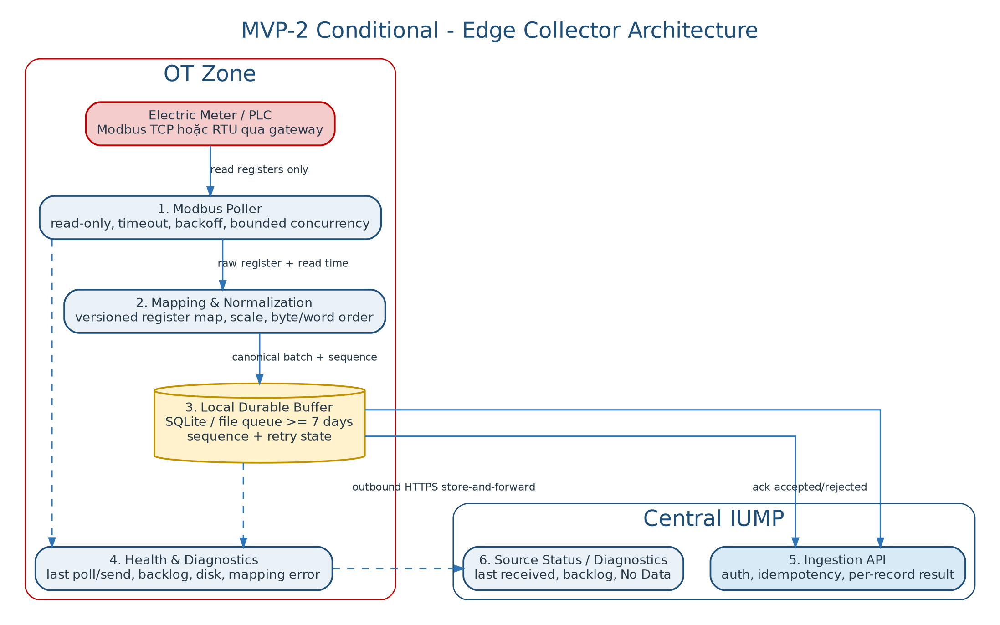 MVP-2 Conditional - Edge Collector Architecture
OT Zone
Electric Meter / PLC
Modbus TCP hoặc RTU qua gateway
read registers only
1. Modbus Poller
read-only, timeout, backoff, bounded concurrency
raw register + read time
2. Mapping & Normalization
versioned register map, scale, byte/word order
canonical batch + sequence
3. Local Durable Buffer
SQLite / file queue >= 7 days
sequence + retry state
outbound HTTPS store-and-forward
ack accepted/rejected
4. Health & Diagnostics
last poll/send, backlog, disk, mapping error
Central IUMP
6. Source Status / Diagnostics
last received, backlog, No Data
5. Ingestion API
auth, idempotency, per-record result